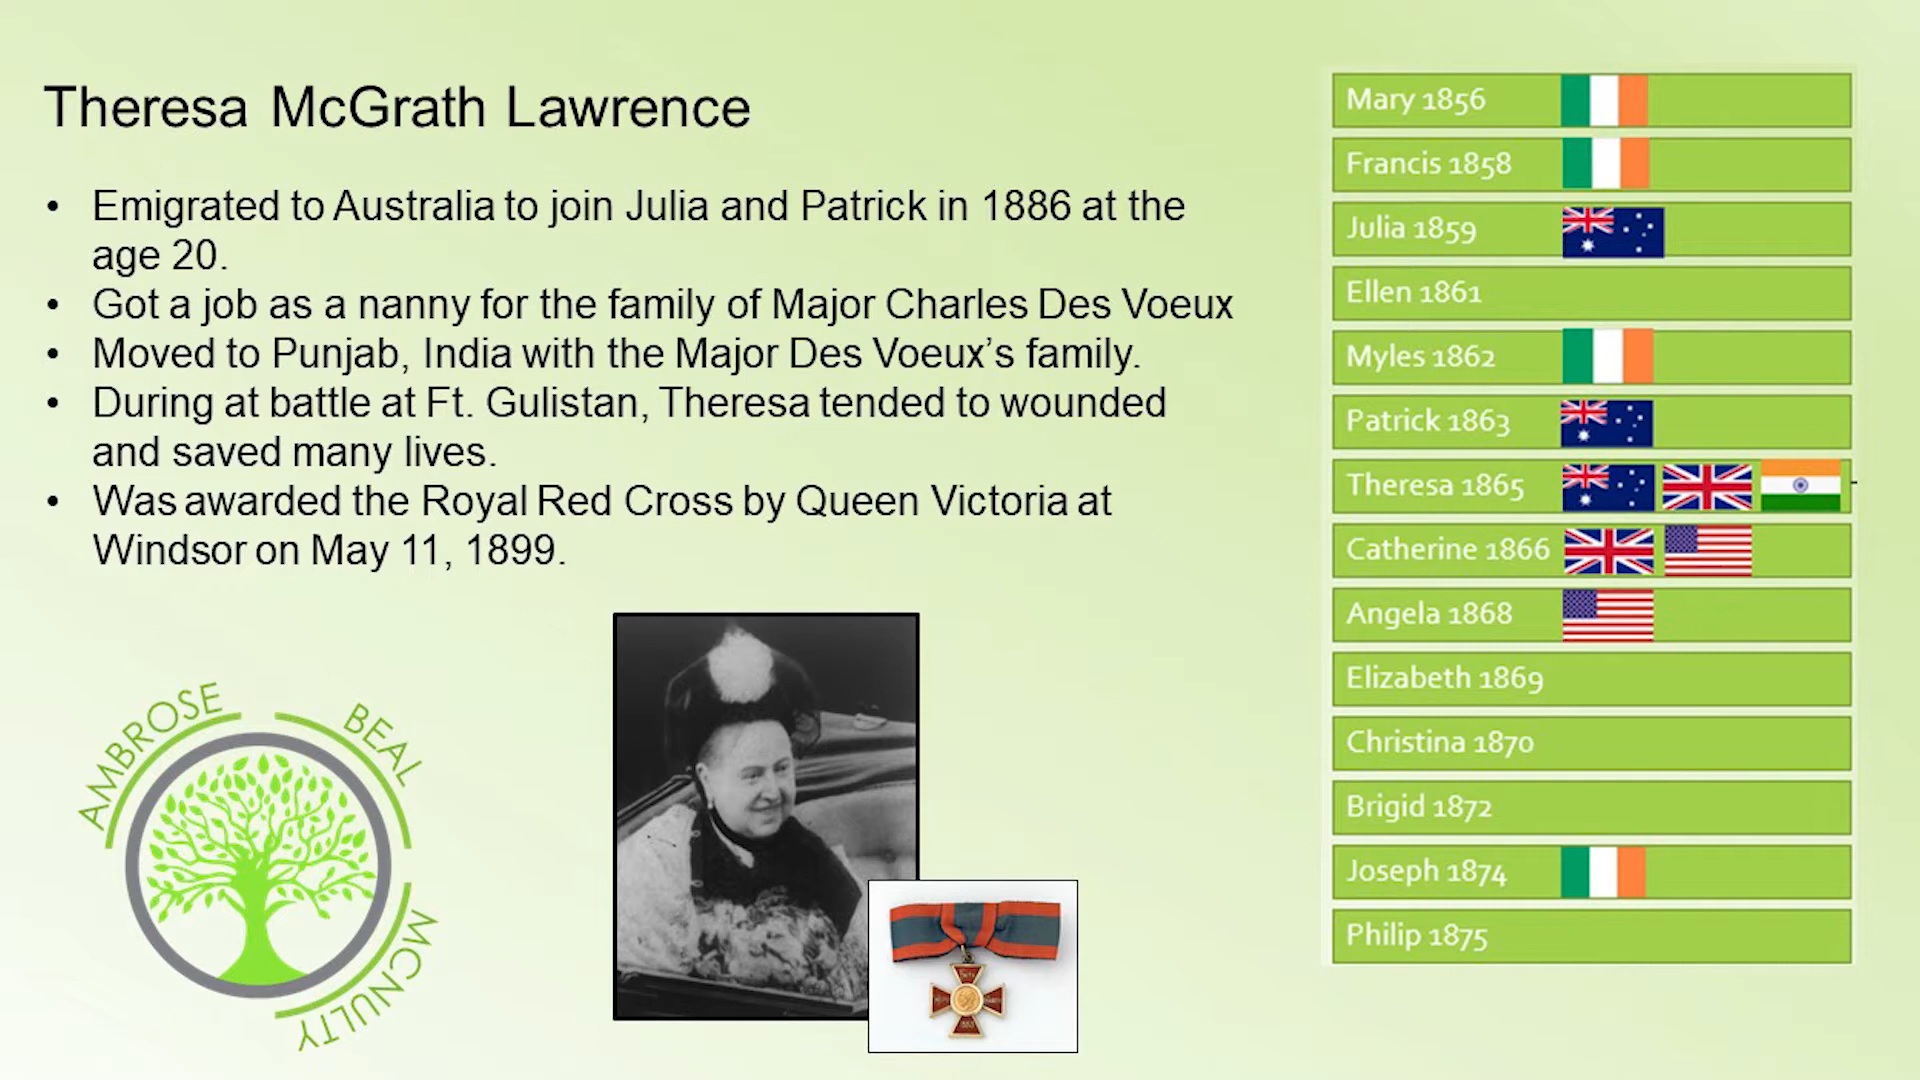 Theresa McGrath Lawrence
• Emigrated to Australia to join Julia and Patrick in 1886 at the
age 20.
• Got a job as a nanny for the family of Major Charles Des Voeux
• Moved to Punjab, India with the Major Des Voeux’s family.
• During at battle at Ft. Gulistan, Theresa tended to wounded
and saved many lives.
• Was awarded the Royal Red Cross by Queen Victoria at
Windsor on May 11, 1899.
AMBROSE
BEAL
MCNULTY
Mary 1856
Francis 1858
Julia 1859
Ellen 1861
Myles 1862
Patrick 1863
Theresa 1865
Catherine 1866
Angela 1868
Elizabeth 1869
Christina 1870
Brigid 1872
Joseph 1874
Philip 1875